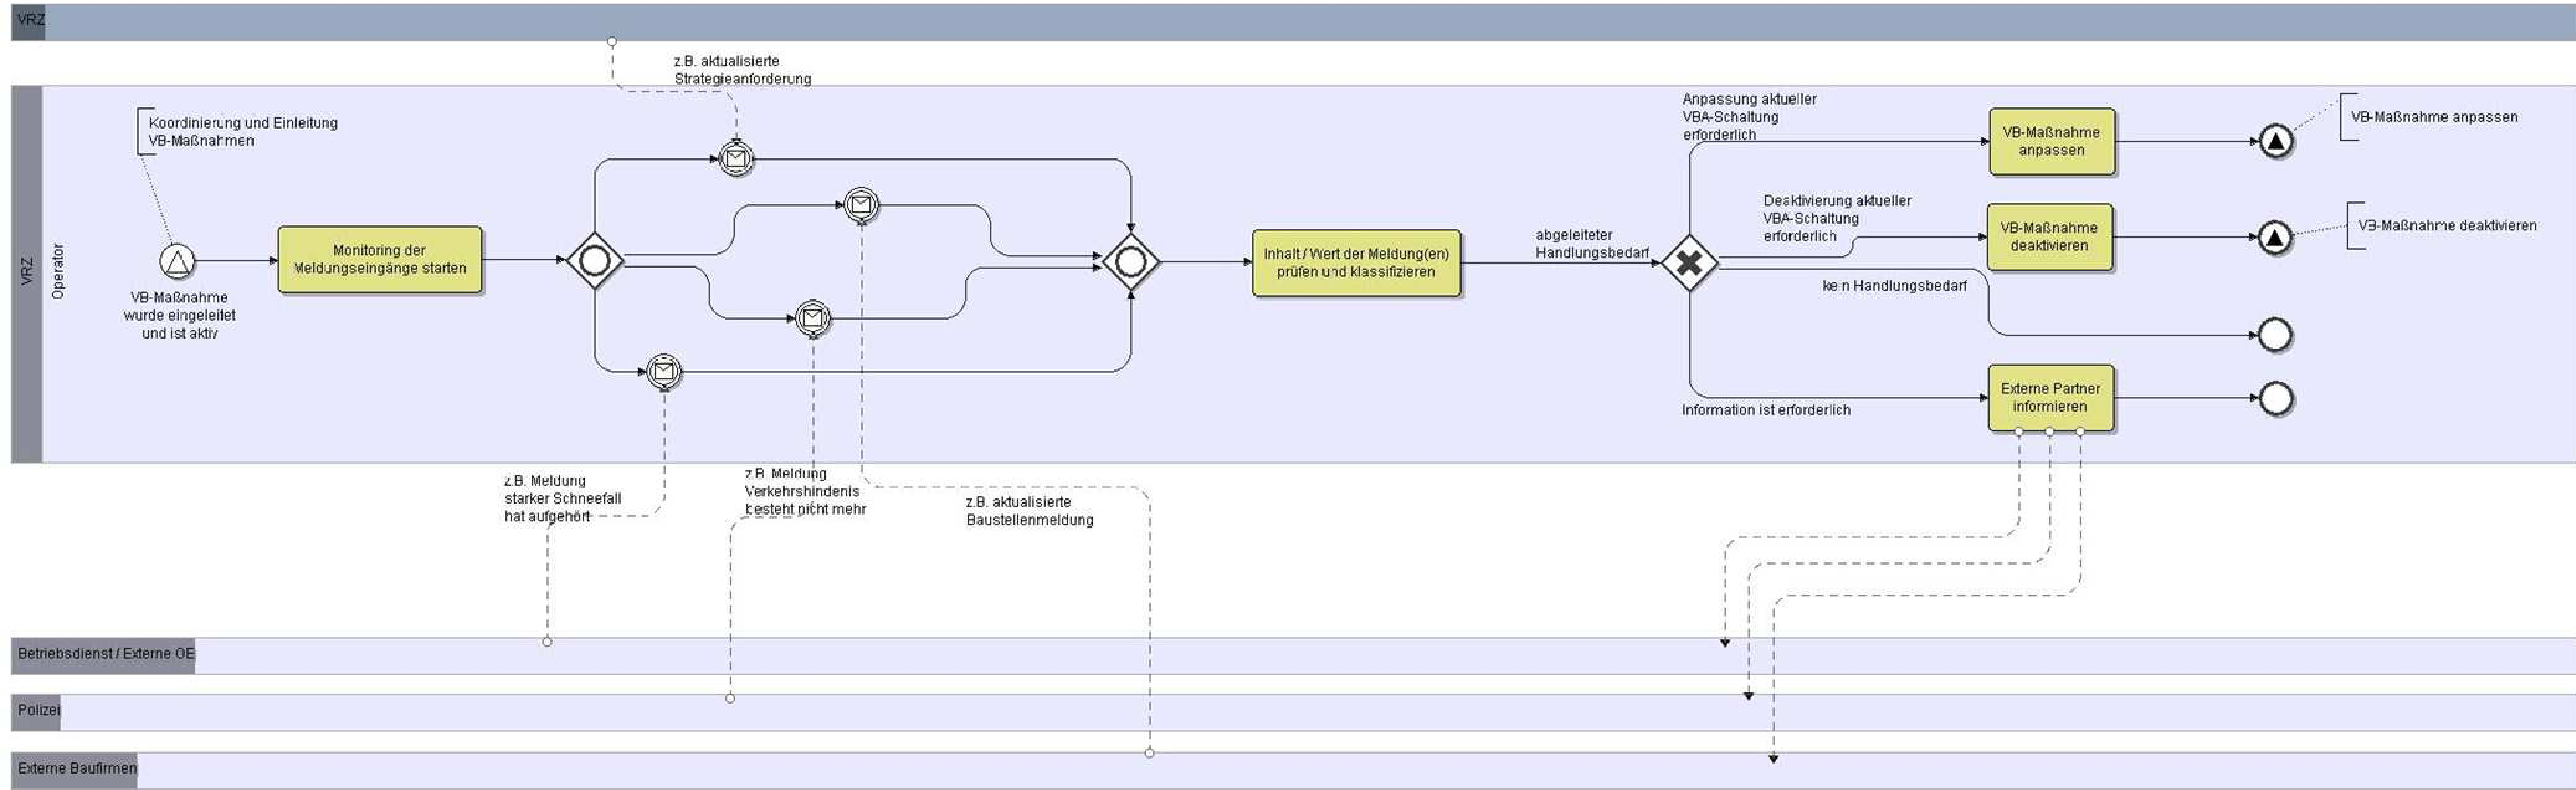 VRZ
z.B. aktualisierte
Strategieanforderung
VRZ
Operator
Koordinierung und Einleitung
VB-Maßnahmen
VB-Maßnahme
wurde eingeleitet
und ist aktiv
Monitoring der
Meldungseingänge starten
Inhalt / Wert der Meldung(en)
prüfen und klassifizieren
abgeleiteter
Handlungsbedarf
Anpassung aktueller
VBA-Schaltung
erforderlich
VB-Maßnahme
anpassen
VB-Maßnahme anpassen
Deaktivierung aktueller
VBA-Schaltung
erforderlich
VB-Maßnahme
deaktivieren
VB-Maßnahme deaktivieren
kein Handlungsbedarf
Information ist erforderlich
Externe Partner
informieren
z.B. Meldung
starker Schneefall
hat aufgehört
z.B. Meldung
Verkehrshindenis
besteht nicht mehr
z.B. aktualisierte
Baustellenmeldung
Betriebsdienst / Externe OE
Polizei
Externe Baufirmen